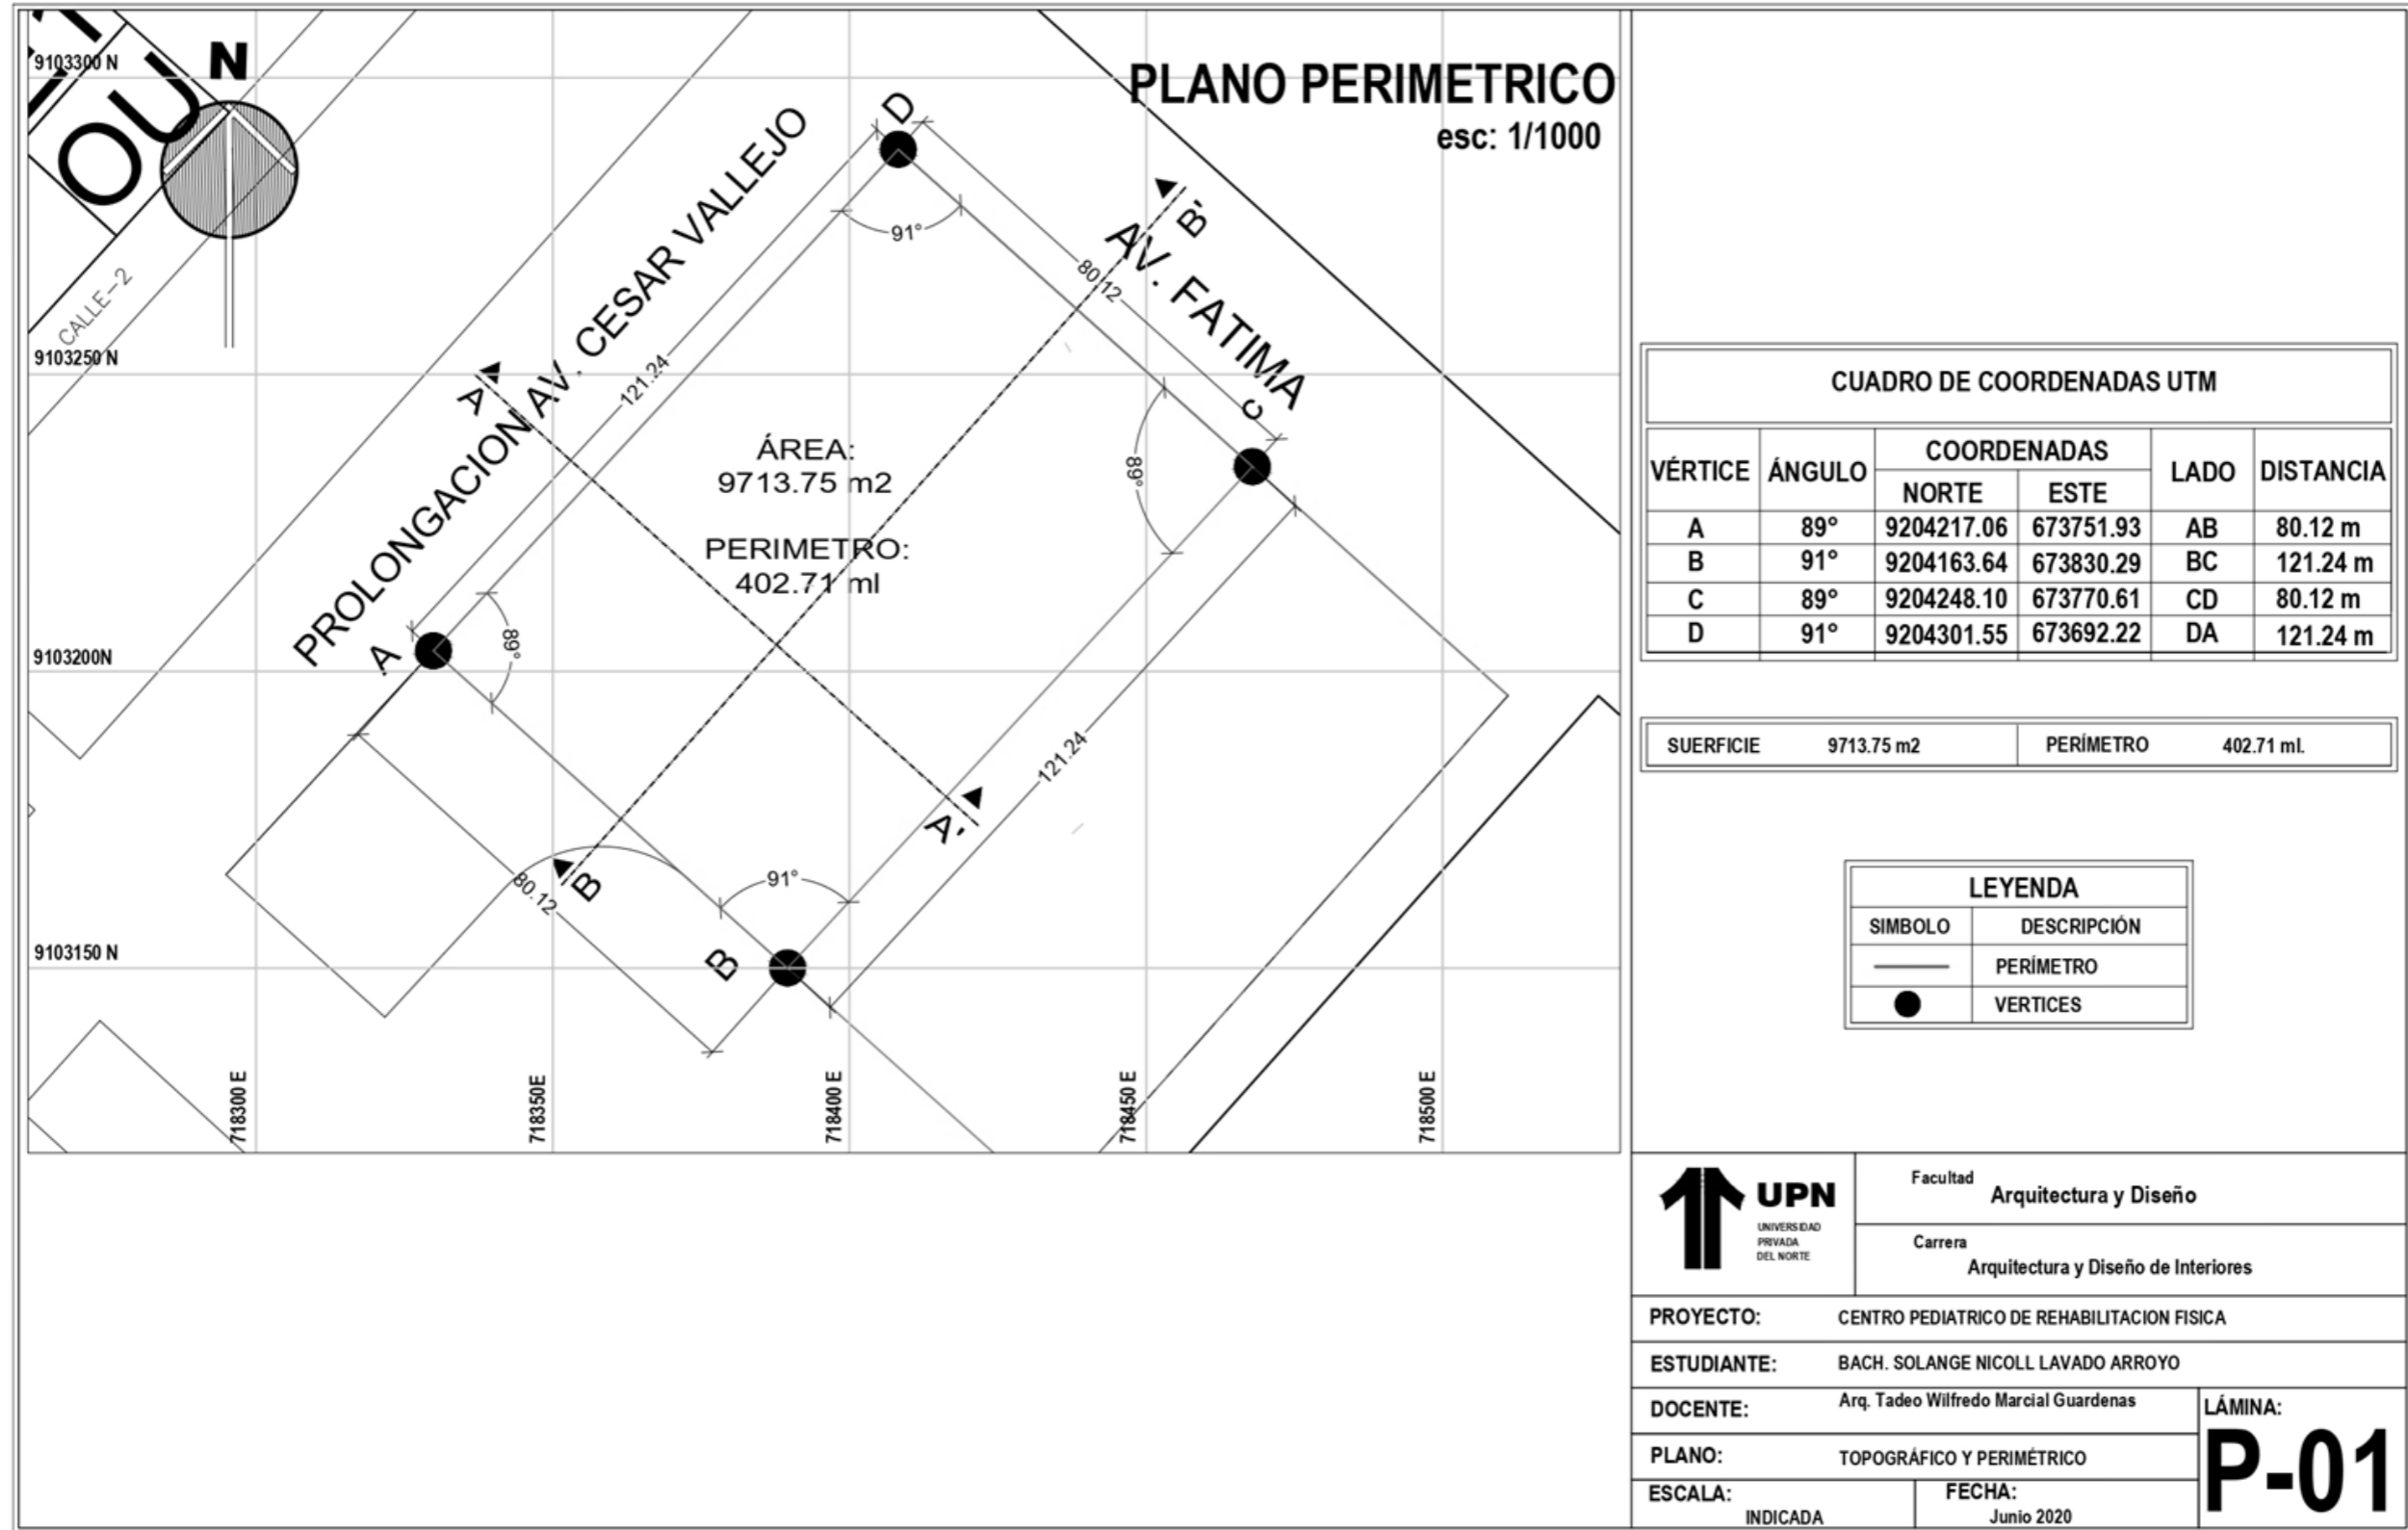 PLANO PERIMETRICO
esc: 1/1000
N
OU
9103300 N
9103250 N
9103200N
9103150 N
718300 E
718350E
718400 E
718450 E
718500 E
CALLE-2
PROLONGACION AV. CESAR VALLEJO
AV. FATIMA
D
91°
B'
80.12
121.24
A
C
89°
ÁREA:
9713.75 m2
PERIMETRO:
402.71 ml
A
89°
121.24
A'
80.12
B
91°
B
CUADRO DE COORDENADAS UTM
VÉRTICE ÁNGULO COORDENADAS LADO DISTANCIA
NORTE ESTE
A 89° 9204217.06 673751.93 AB 80.12 m
B 91° 9204163.64 673830.29 BC 121.24 m
C 89° 9204248.10 673770.61 CD 80.12 m
D 91° 9204301.55 673692.22 DA 121.24 m
SUERFICIE 9713.75 m2 PERÍMETRO 402.71 ml.
LEYENDA
SIMBOLO DESCRIPCIÓN
PERÍMETRO
VERTICES
UPN
UNIVERSIDAD
PRIVADA
DEL NORTE
Facultad
Arquitectura y Diseño
Carrera
Arquitectura y Diseño de Interiores
PROYECTO: CENTRO PEDIATRICO DE REHABILITACION FISICA
ESTUDIANTE: BACH. SOLANGE NICOLL LAVADO ARROYO
DOCENTE: Arq. Tadeo Wilfredo Marcial Guardenas
PLANO: TOPOGRÁFICO Y PERIMÉTRICO
ESCALA: INDICADA
FECHA: Junio 2020
LÁMINA:
P-01